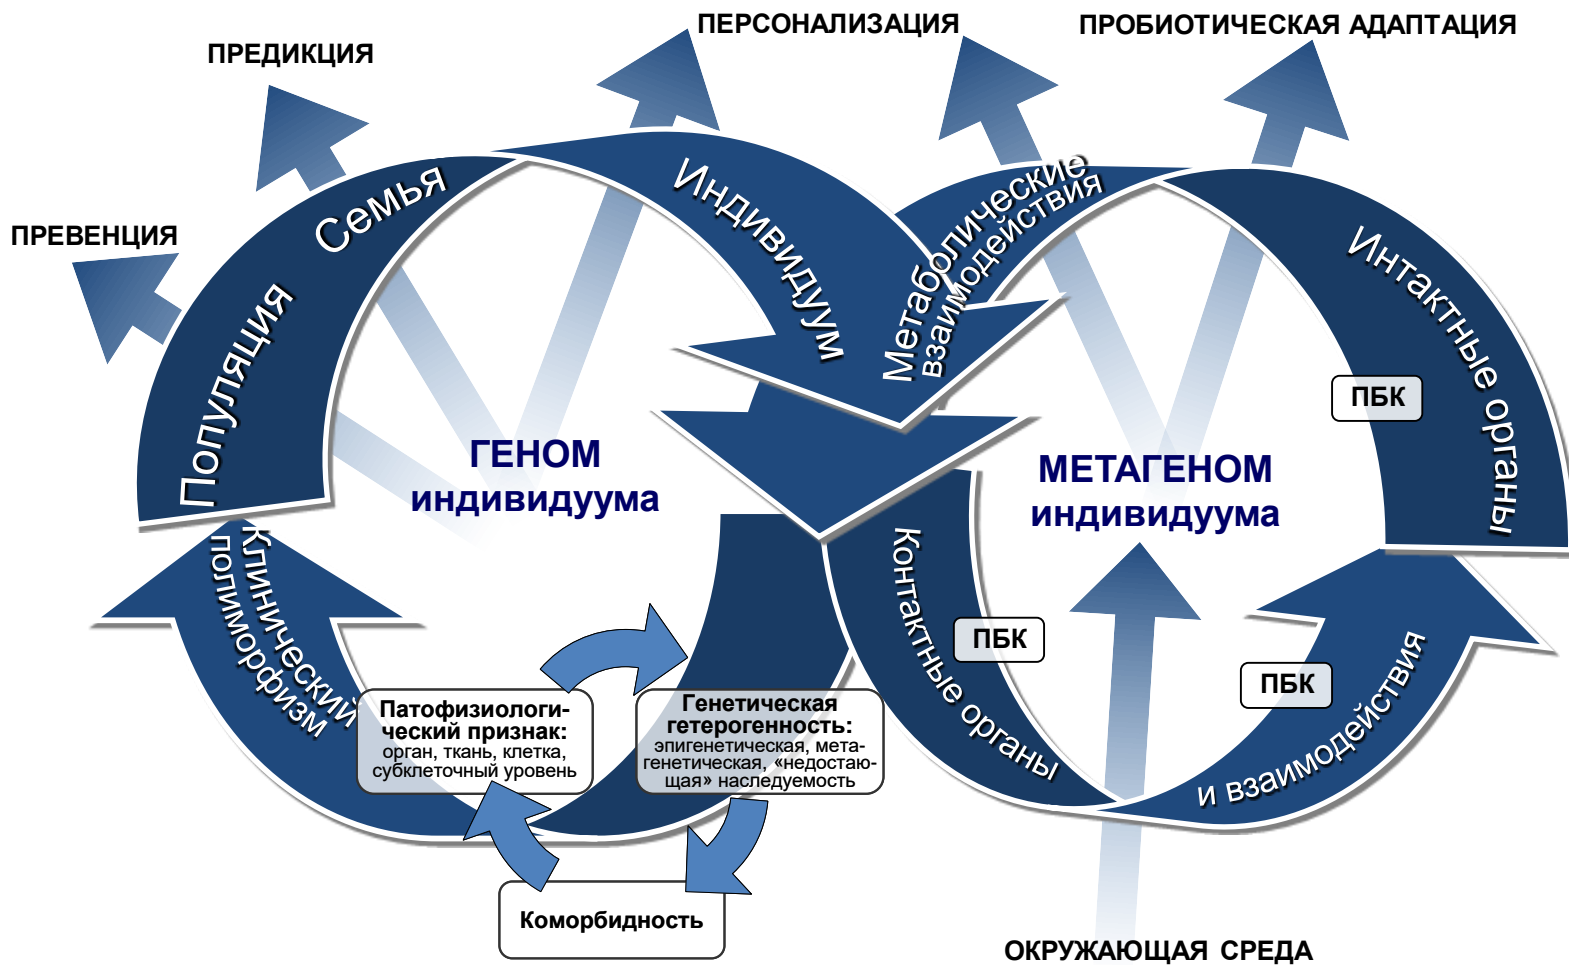 ПЕРСОНАЛИЗАЦИЯ
ПРОБИОТИЧЕСКАЯ АДАПТАЦИЯ
ПРЕДИКЦИЯ
ПРЕВЕНЦИЯ
Популяция
Семья
Индивидуум
Метаболические
взаимодействия
Интактные органы
ПБК
ГЕНОМ
индивидуума
МЕТАГЕНОМ
индивидуума
Клинический
полиморфизм
Контактные органы
ПБК
ПБК
и взаимодействия
Патофизиологи-
ческий признак:
орган, ткань, клетка,
субклеточный уровень
Генетическая
гетерогенность:
эпигенетическая, мета-
генетическая, «недостаю-
щая» наследуемость
Коморбидность
ОКРУЖАЮЩАЯ СРЕДА